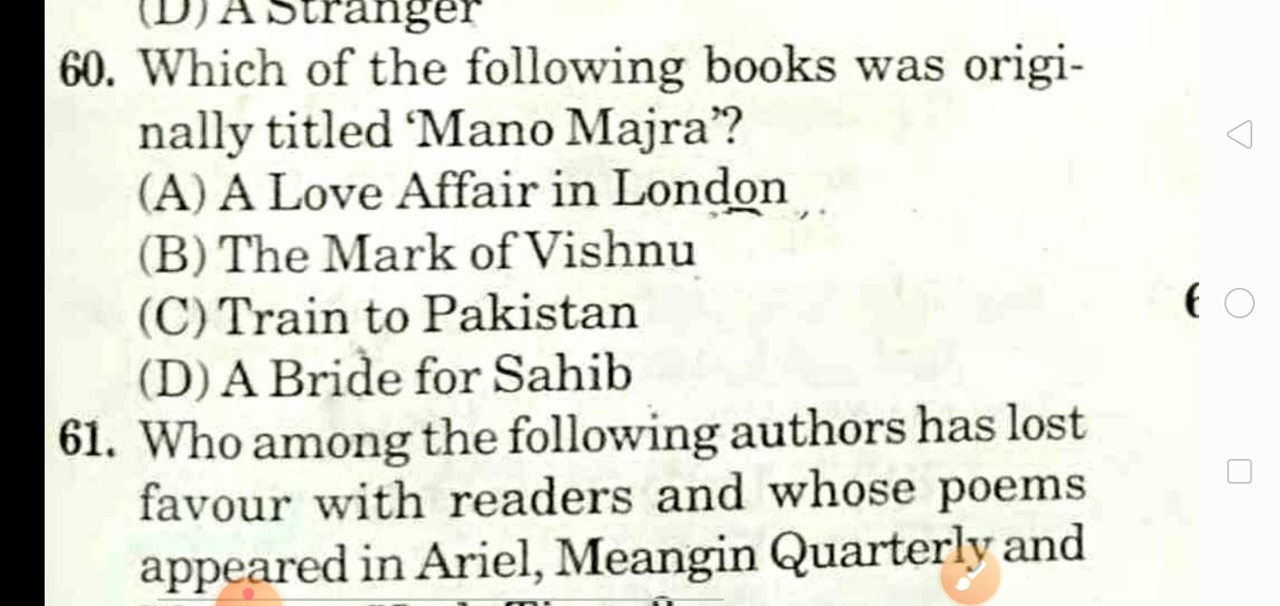 (D) A Stranger
60. Which of the following books was origi-
nally titled ‘Mano Majra’?
(A) A Love Affair in London
(B) The Mark of Vishnu
(C) Train to Pakistan
(D) A Bride for Sahib
61. Who among the following authors has lost
favour with readers and whose poems
appeared in Ariel, Meangin Quarterly and